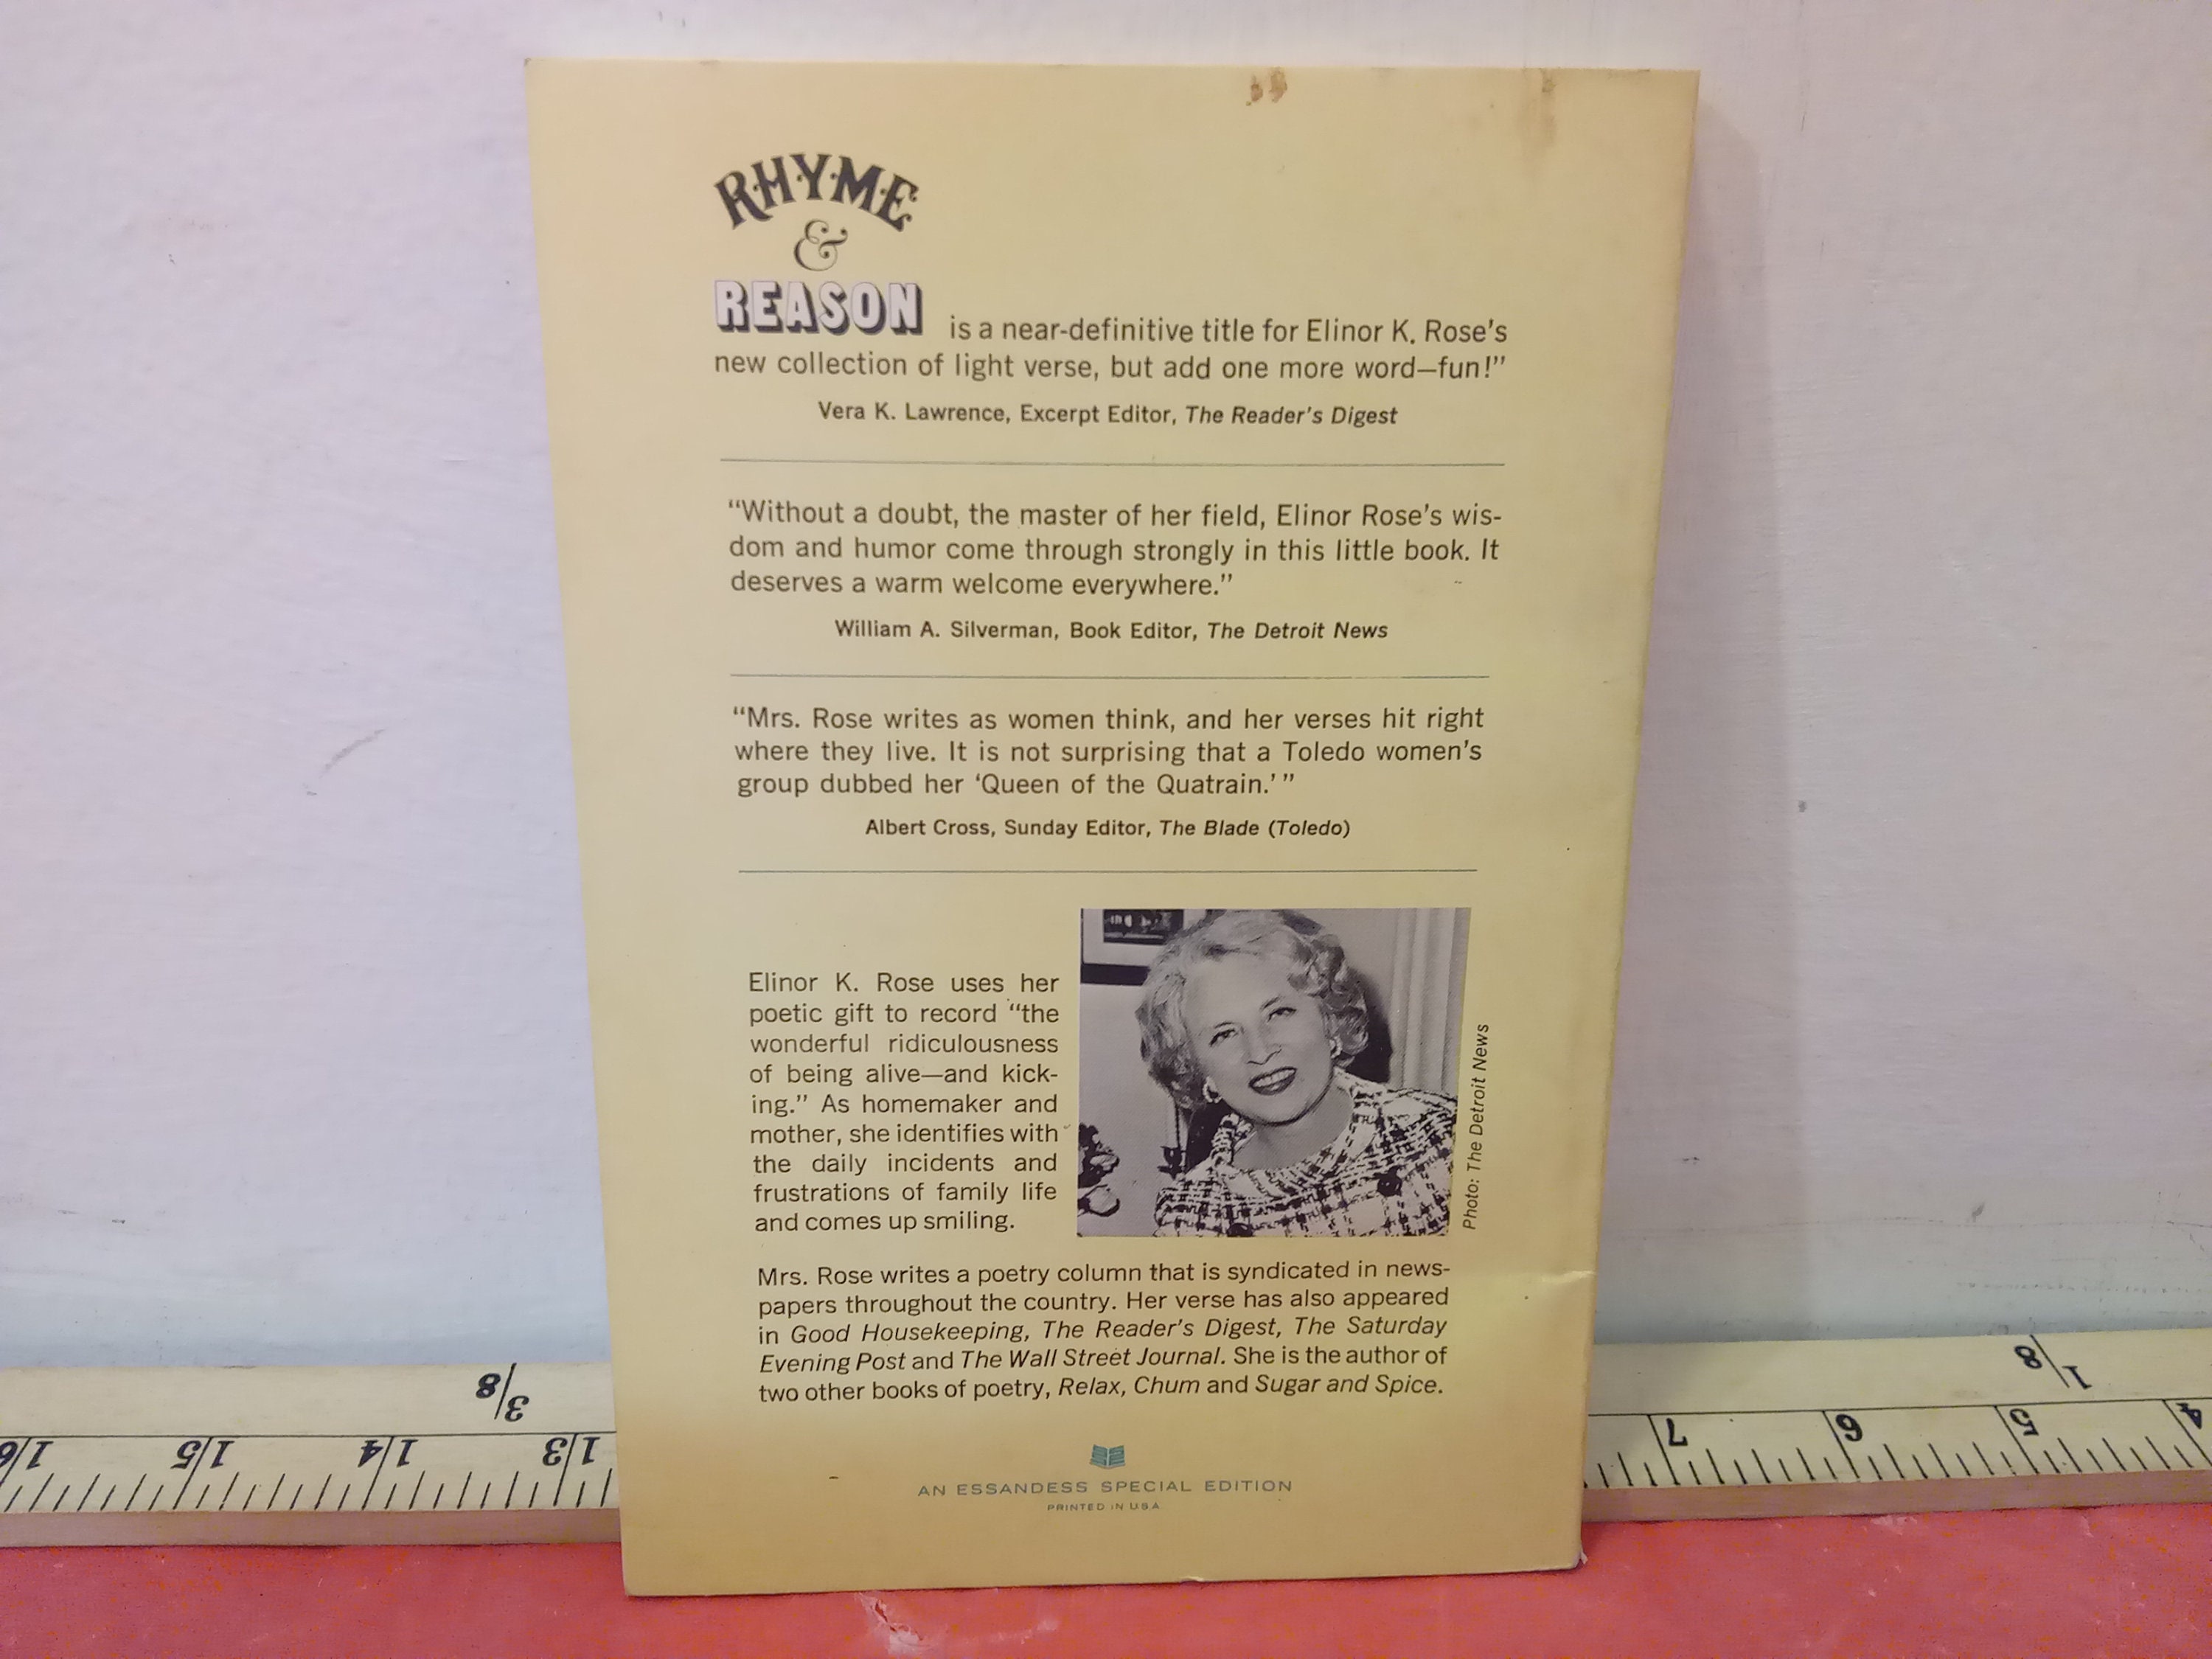 RHYME
&
REASON is a near-definitive title for Elinor K. Rose's
new collection of light verse, but add one more word—fun!”
Vera K. Lawrence, Excerpt Editor, The Reader's Digest
“Without a doubt, the master of her field, Elinor Rose's wis-
dom and humor come through strongly in this little book. It
deserves a warm welcome everywhere.”
William A. Silverman, Book Editor, The Detroit News
“Mrs. Rose writes as women think, and her verses hit right
where they live. It is not surprising that a Toledo women's
group dubbed her ‘Queen of the Quatrain.’”
Albert Cross, Sunday Editor, The Blade (Toledo)
Elinor K. Rose uses her
poetic gift to record “the
wonderful ridiculousness
of being alive—and kick-
ing.” As homemaker and
mother, she identifies with
the daily incidents and
frustrations of family life
and comes up smiling.
Photo: The Detroit News
Mrs. Rose writes a poetry column that is syndicated in news-
papers throughout the country. Her verse has also appeared
in Good Housekeeping, The Reader's Digest, The Saturday
Evening Post and The Wall Street Journal. She is the author of
two other books of poetry, Relax, Chum and Sugar and Spice.
AN ESSANDESS SPECIAL EDITION
PRINTED IN U.S.A.
3/8
1/8
16 15 14 13
7 6 5 4